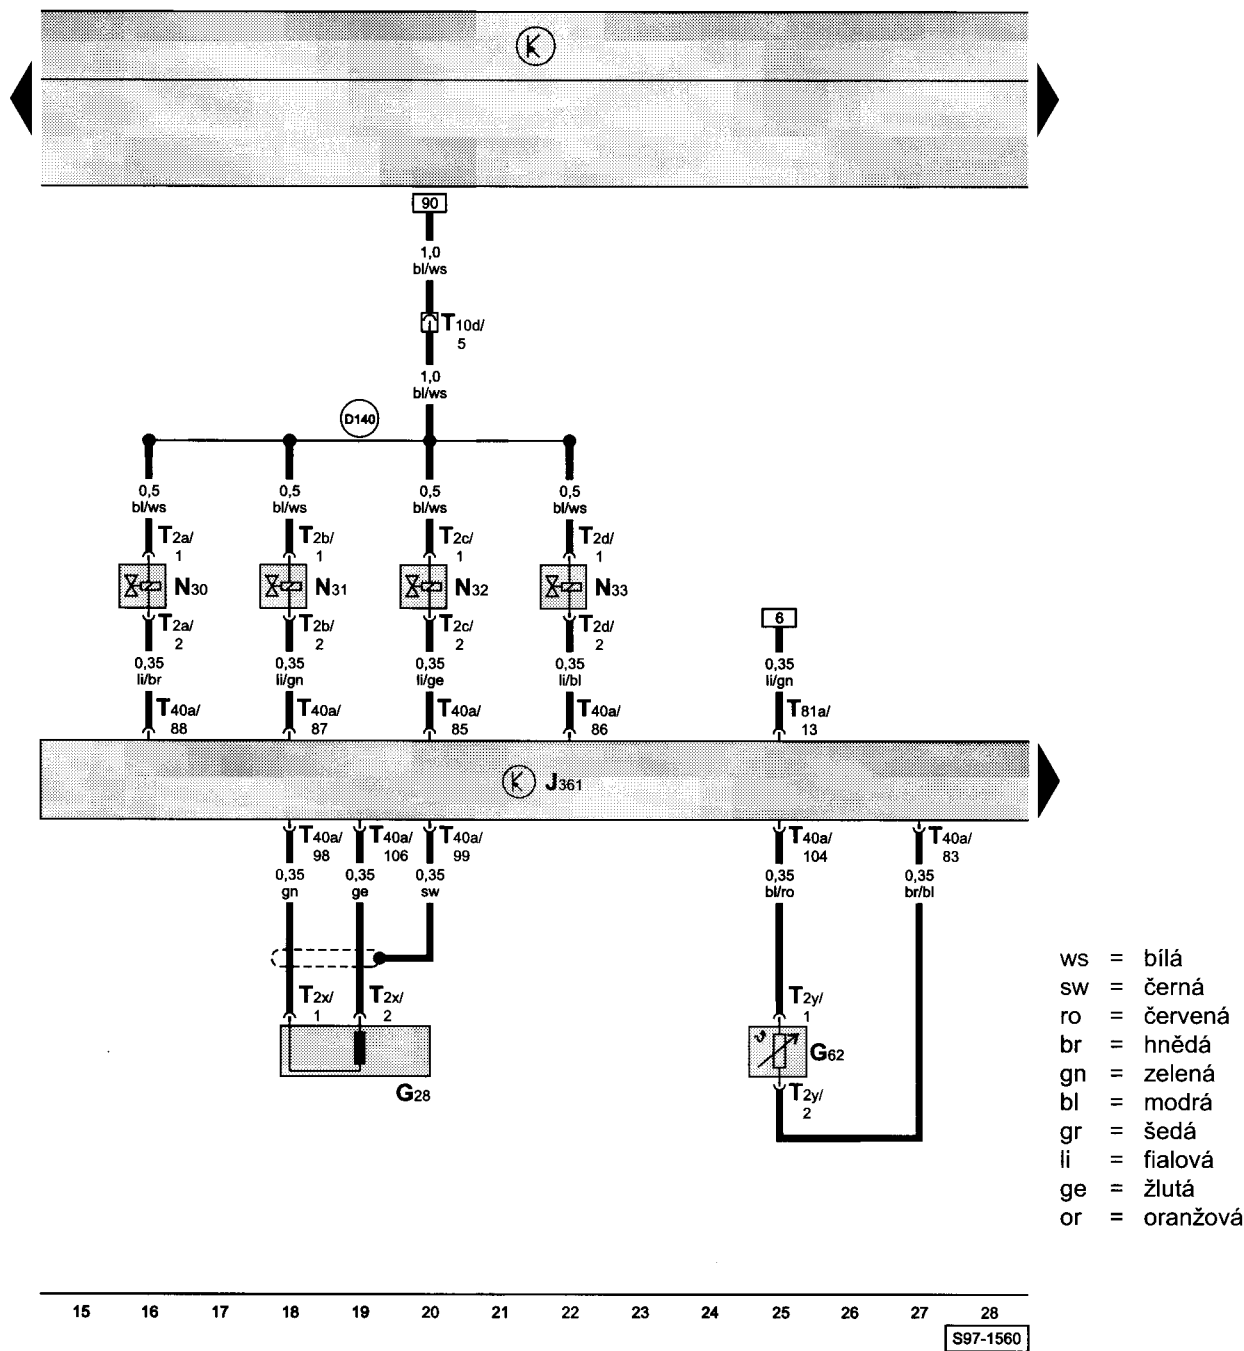 90
1,0
bl/ws
T10d/
5
1,0
bl/ws
D140
0,5 0,5 0,5 0,5
bl/ws bl/ws bl/ws bl/ws
T2a/ T2b/ T2c/ T2d/
1 1 1 1
N30 N31 N32 N33
T2a/ T2b/ T2c/ T2d/ 6
2 2 2 2
0,35 0,35 0,35 0,35 0,35
li/br li/gn li/ge li/bl li/gn
T40a/ T40a/ T40a/ T40a/ T81a/
88 87 85 86 13
J361
T40a/ T40a/ T40a/ T40a/ T40a/
98 106 99 104 83
0,35 0,35 0,35 0,35 0,35
gn ge sw bl/ro br/bl
T2x/ T2x/ T2y/
1 2 1
G62
G28
T2y/
2
ws = bílá
sw = černá
ro = červená
br = hnědá
gn = zelená
bl = modrá
gr = šedá
li = fialová
ge = žlutá
or = oranžová
15 16 17 18 19 20 21 22 23 24 25 26 27 28
S97-1560